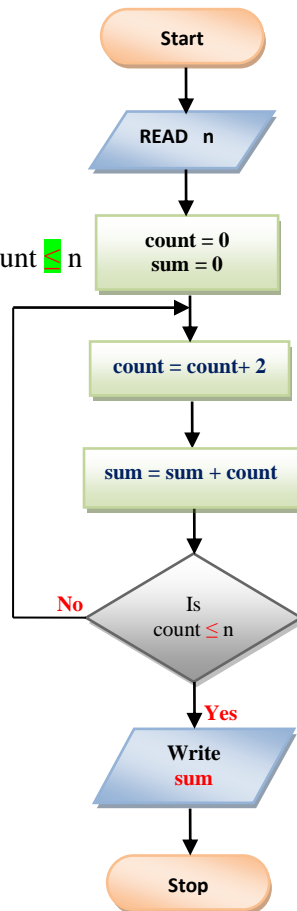 Start
READ n
count = 0
sum = 0
unt ≤ n
count = count+ 2
sum = sum + count
No
Is
count ≤ n
Yes
Write
sum
Stop